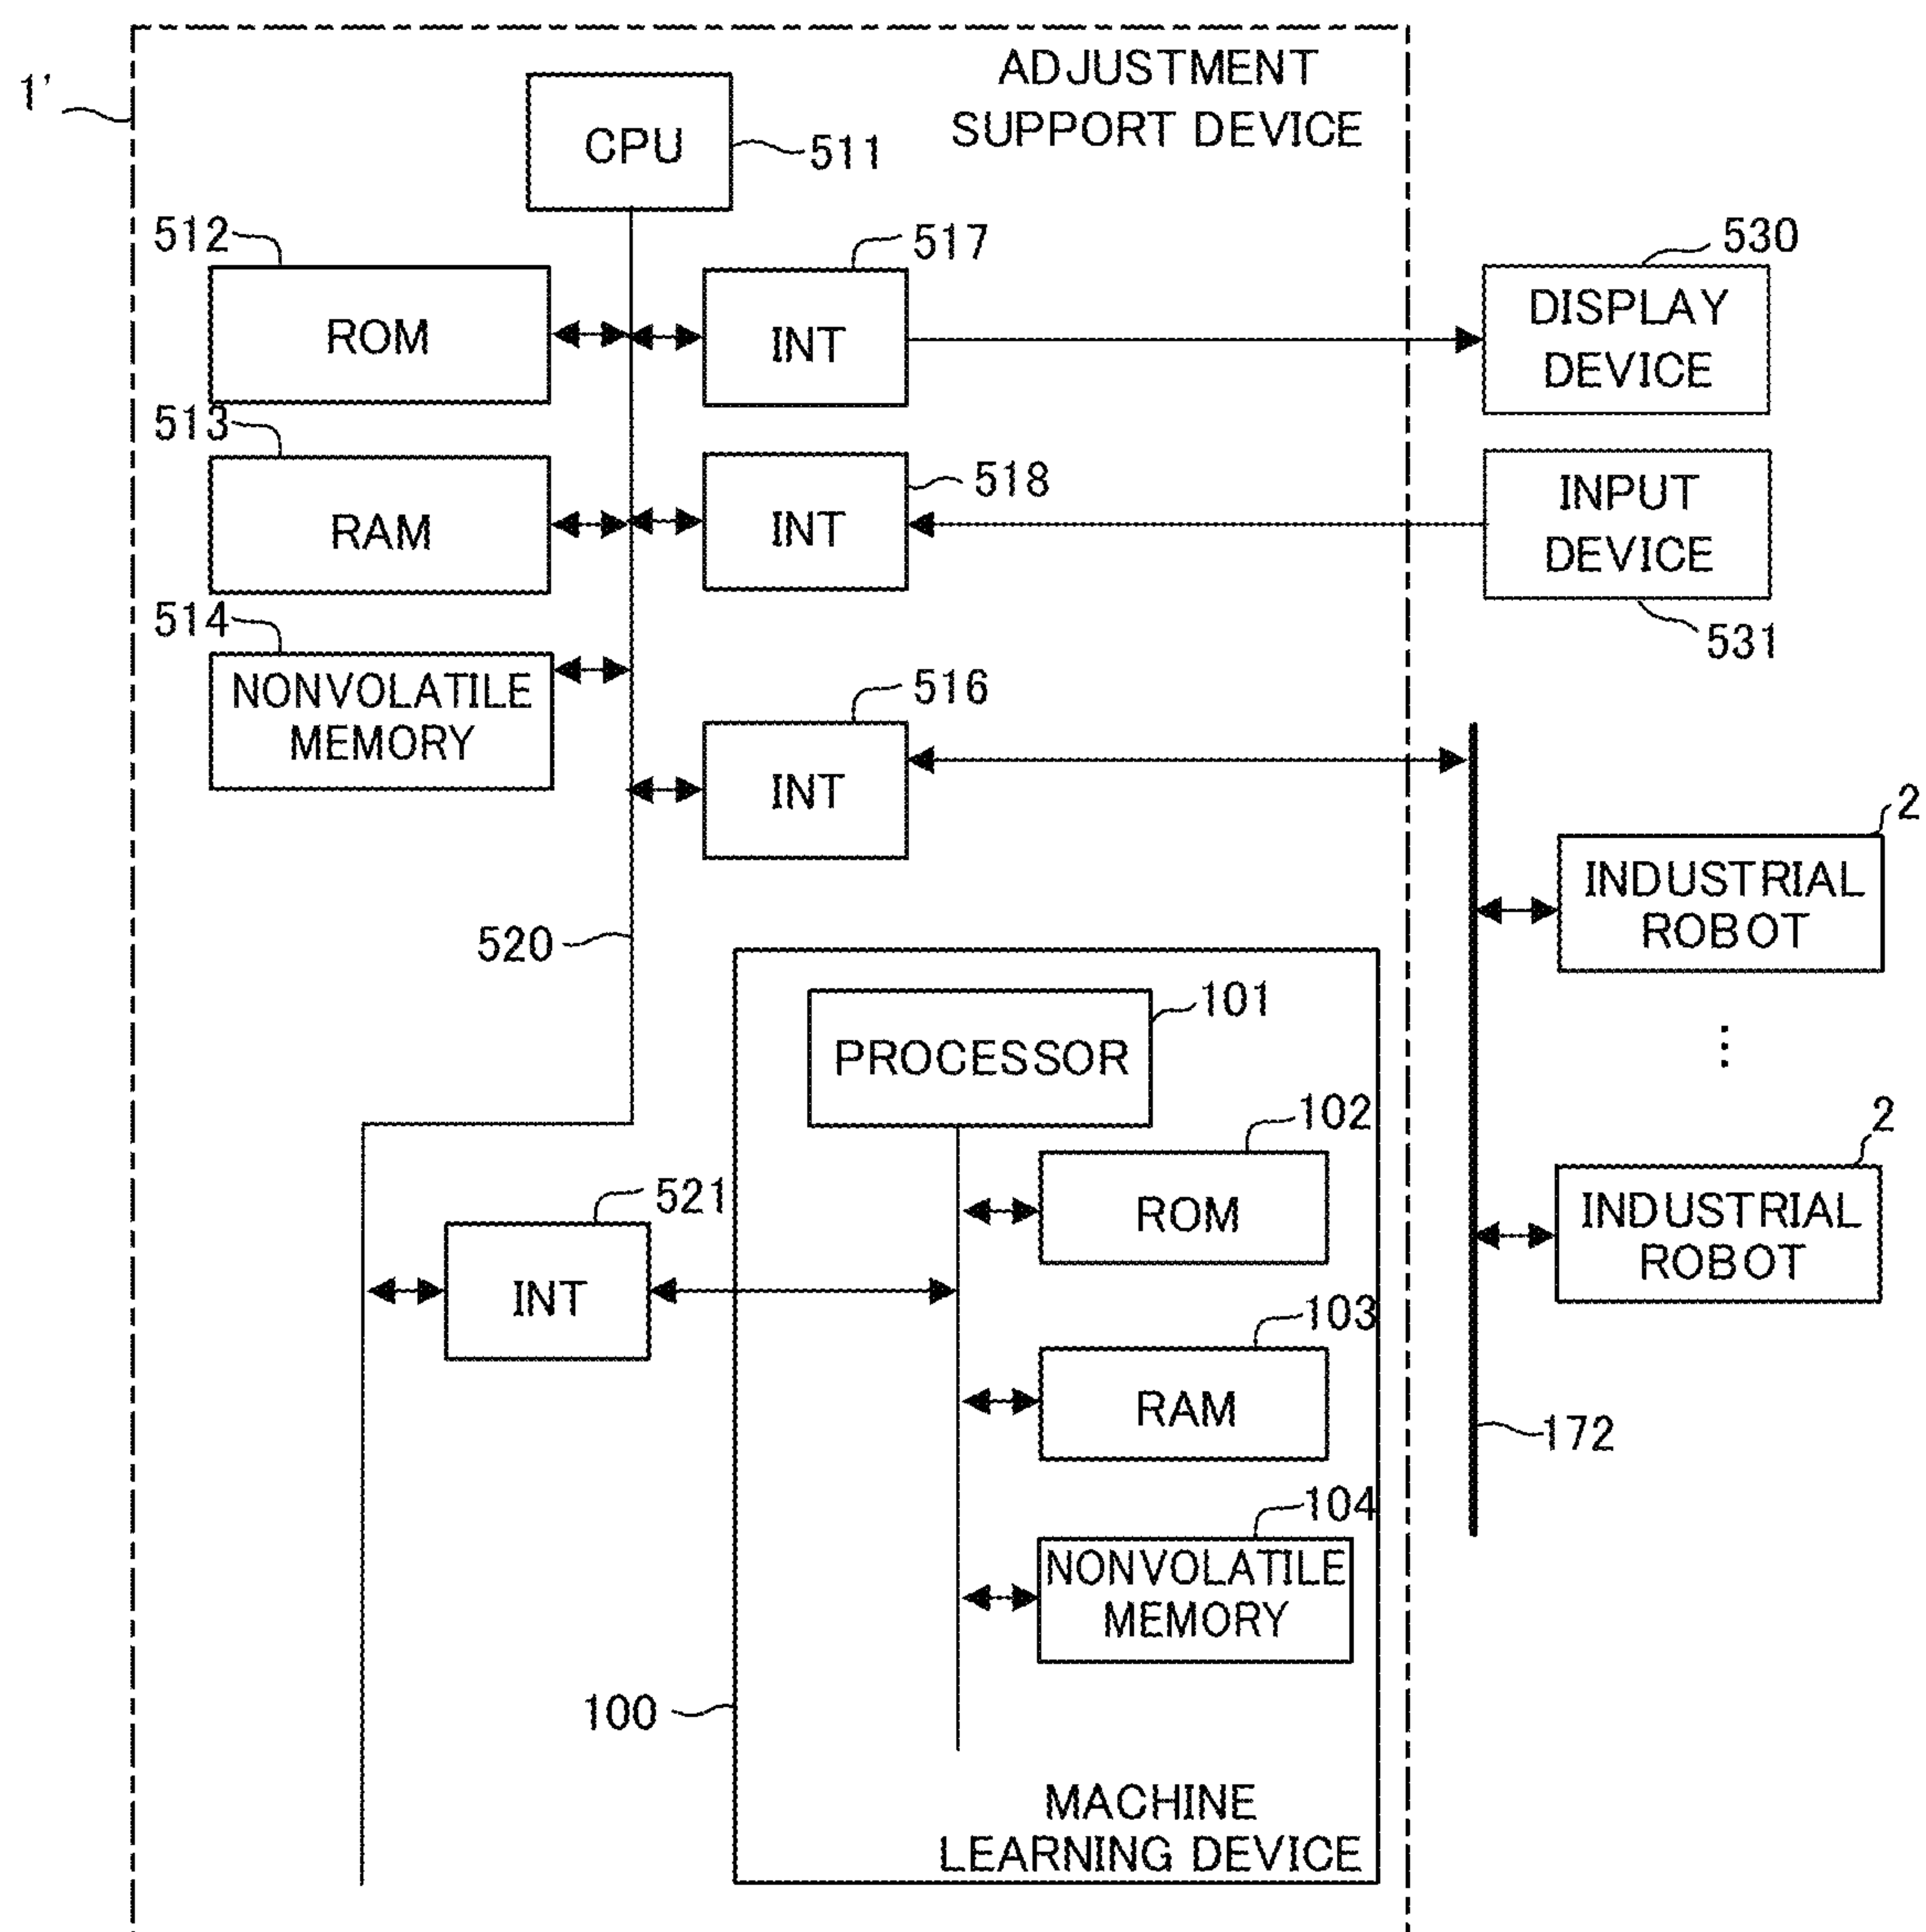 1'
ADJUSTMENT
SUPPORT DEVICE
CPU
511
512
ROM
517
INT
530
DISPLAY
DEVICE
513
RAM
518
INT
INPUT
DEVICE
531
514
NONVOLATILE
MEMORY
516
INT
2
INDUSTRIAL
ROBOT
520
101
PROCESSOR
102
ROM
2
INDUSTRIAL
ROBOT
521
INT
103
RAM
172
104
NONVOLATILE
MEMORY
100
MACHINE
LEARNING DEVICE